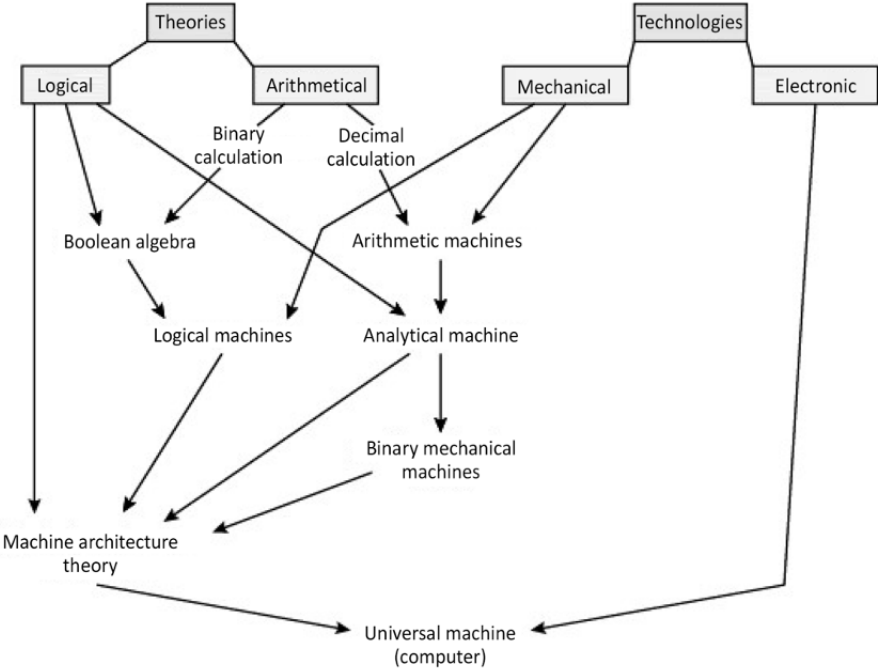 Theories
Technologies
Logical
Arithmetical
Mechanical
Electronic
Binary
calculation
Decimal
calculation
Boolean algebra
Arithmetic machines
Logical machines
Analytical machine
Binary mechanical
machines
Machine architecture
theory
Universal machine
(computer)